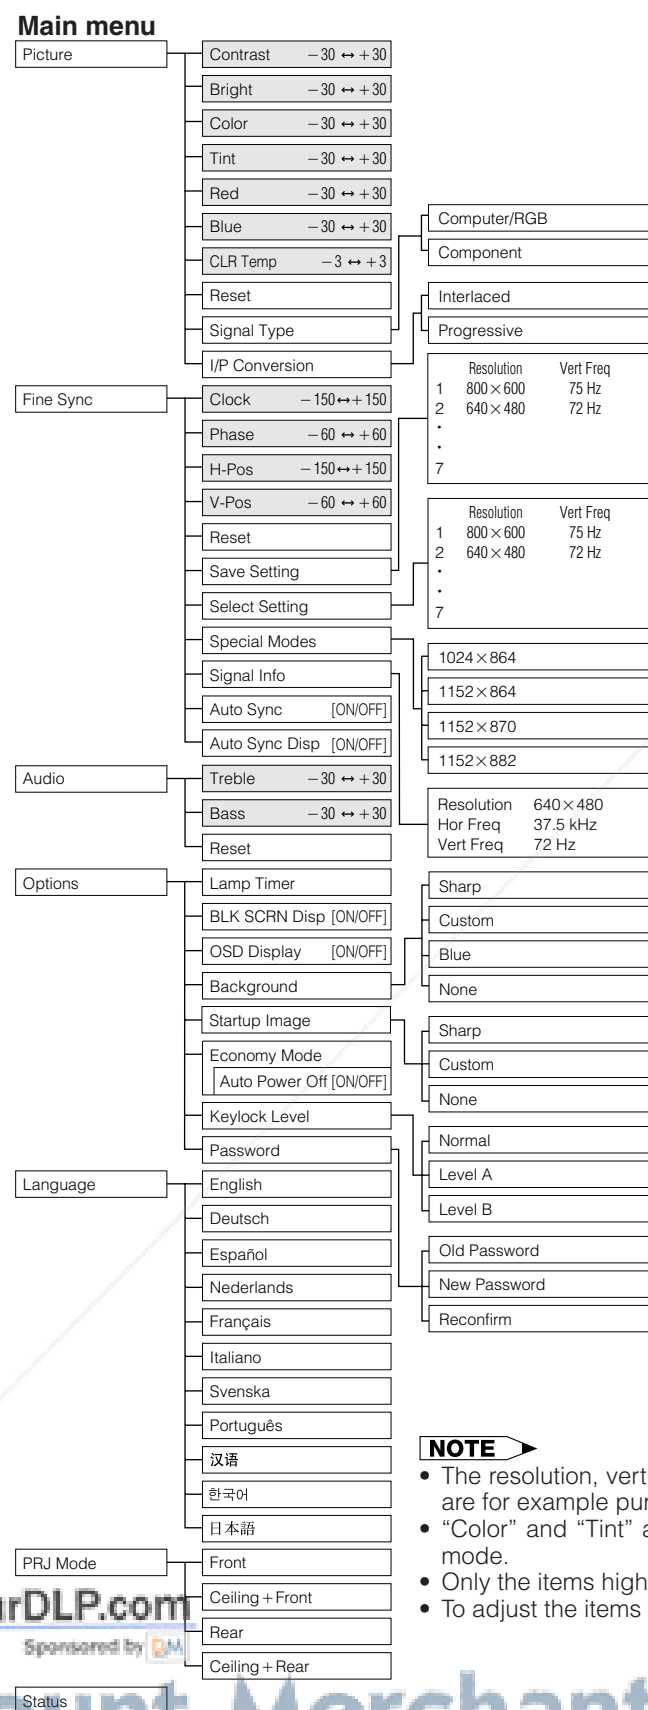 Main menu
Picture
Contrast −30 ↔ +30
Bright −30 ↔ +30
Color −30 ↔ +30
Tint −30 ↔ +30
Red −30 ↔ +30
Blue −30 ↔ +30
CLR Temp −3 ↔ +3
Reset
Signal Type
I/P Conversion
Computer/RGB
Component
Interlaced
Progressive
Fine Sync
Clock −150↔+150
Phase −60 ↔ +60
H-Pos −150↔+150
V-Pos −60 ↔ +60
Reset
Save Setting
Select Setting
Special Modes
Signal Info
Auto Sync [ON/OFF]
Auto Sync Disp [ON/OFF]
Resolution Vert Freq
1 800×600 75 Hz
2 640×480 72 Hz
•
•
7
Resolution Vert Freq
1 800×600 75 Hz
2 640×480 72 Hz
•
•
7
1024×864
1152×864
1152×870
1152×882
Resolution 640×480
Hor Freq 37.5 kHz
Vert Freq 72 Hz
Audio
Treble −30 ↔ +30
Bass −30 ↔ +30
Reset
Options
Lamp Timer
BLK SCRN Disp [ON/OFF]
OSD Display [ON/OFF]
Background
Startup Image
Economy Mode
Auto Power Off [ON/OFF]
Keylock Level
Password
Sharp
Custom
Blue
None
Sharp
Custom
None
Normal
Level A
Level B
Old Password
New Password
Reconfirm
Language
English
Deutsch
Español
Nederlands
Français
Italiano
Svenska
Português
汉语
한국어
日本語
PRJ Mode
Front
Ceiling+Front
Rear
Ceiling+Rear
Status
NOTE
• The resolution, vert
are for example pur
• “Color” and “Tint” a
mode.
• Only the items high
• To adjust the items
urDLP.com
Sponsored by DM
ount Merchant